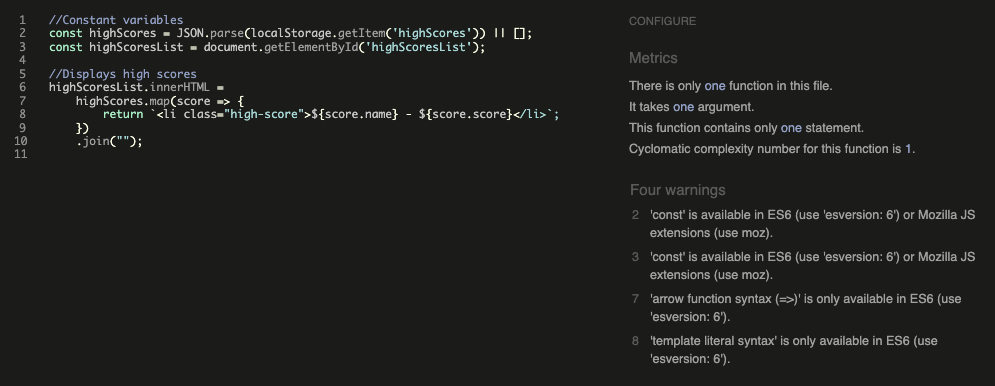 1 //Constant variables
2 const highScores = JSON.parse(localStorage.getItem('highScores')) || [];
3 const highScoresList = document.getElementById('highScoresList');
4
5 //Displays high scores
6 highScoresList.innerHTML =
7 highScores.map(score => {
8 return `<li class="high-score">${score.name} - ${score.score}</li>`;
9 })
10 .join("");
11
CONFIGURE
Metrics
There is only one function in this file.
It takes one argument.
This function contains only one statement.
Cyclomatic complexity number for this function is 1.
Four warnings
2 'const' is available in ES6 (use 'esversion: 6') or Mozilla JS
extensions (use moz).
3 'const' is available in ES6 (use 'esversion: 6') or Mozilla JS
extensions (use moz).
7 'arrow function syntax (=>)' is only available in ES6 (use
'esversion: 6').
8 'template literal syntax' is only available in ES6 (use
'esversion: 6').